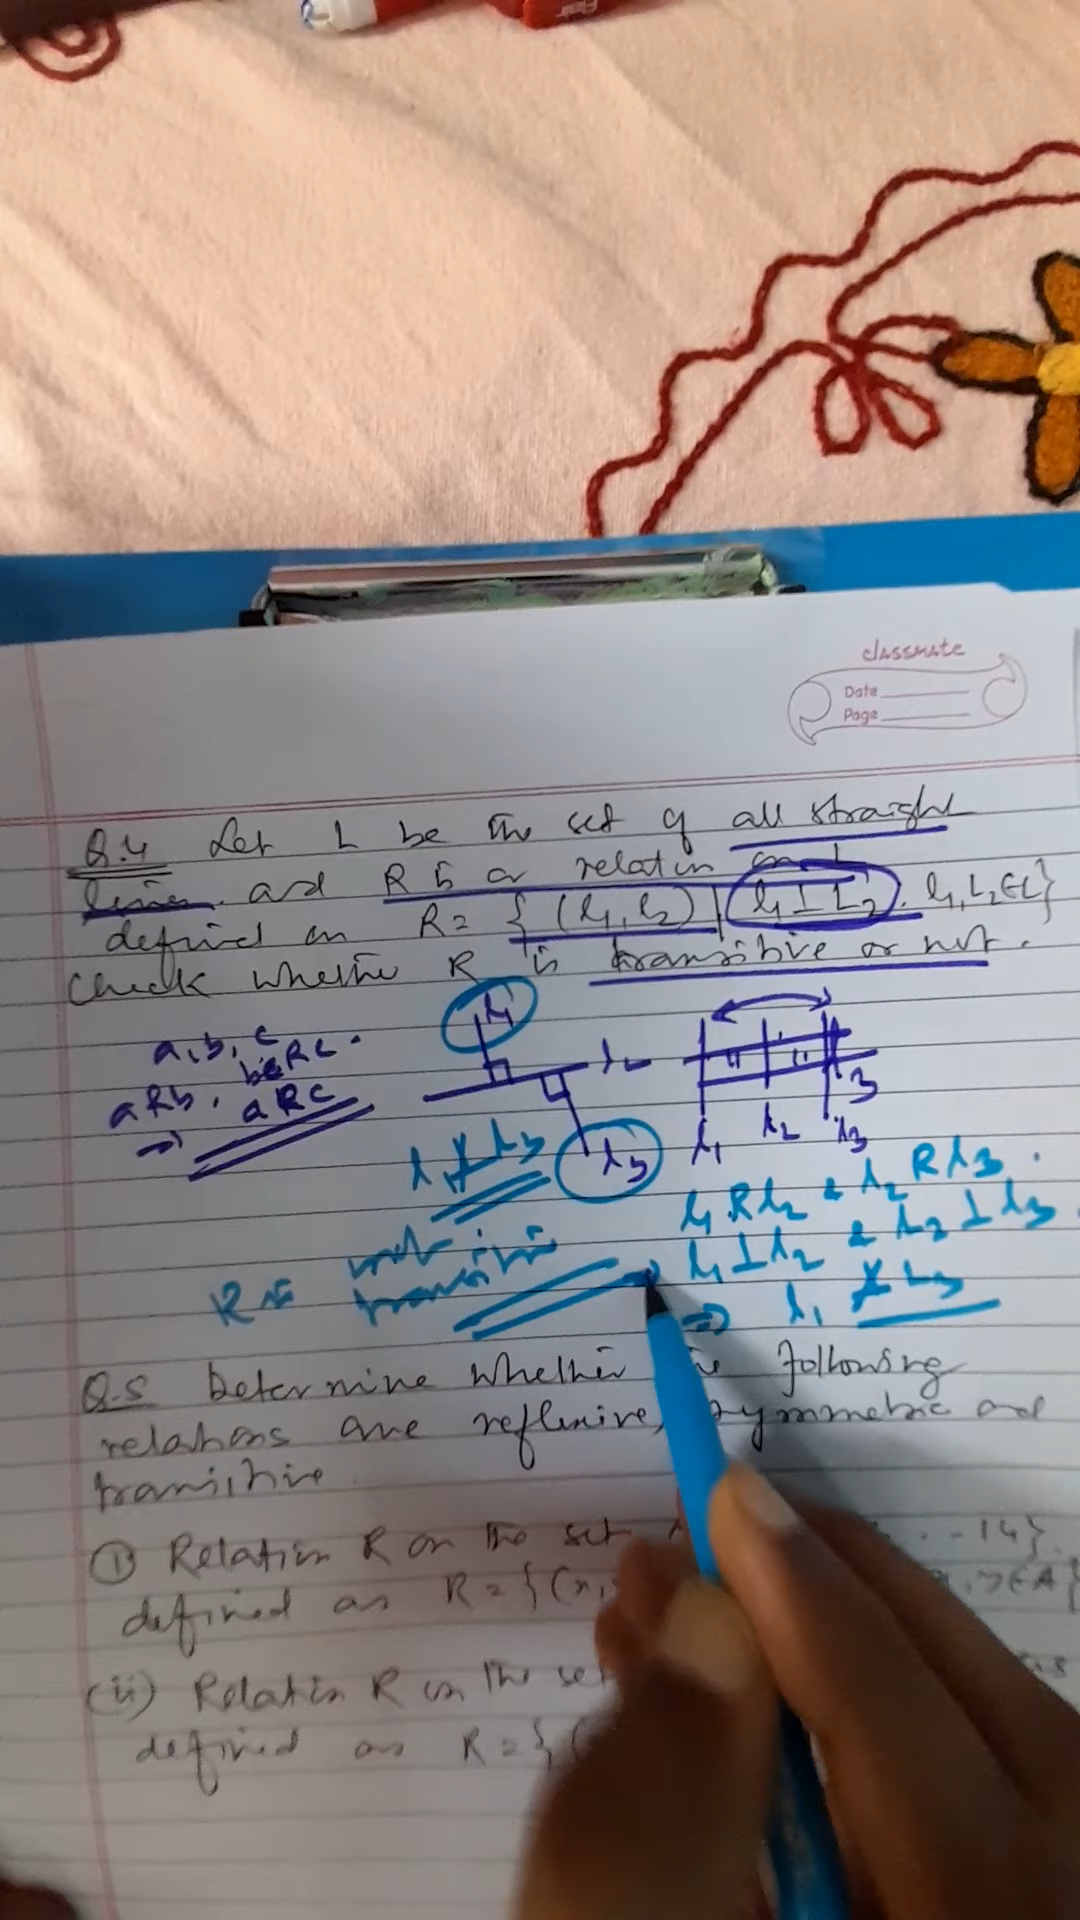 Flair
classmate
Date
Page
Q.4 Let L be the set of all straight
lines and R is a relation on L
defined on R = { (l1, l2) | l1 ⊥ L2, l1, L2 ∈ L}
Check whether R is transitive or not.
a, b, c
aRb, bRc.
⇒ aRc
l1
l2
l3
l1 l2 l3
l1 ⊥̸ l3
R is not transitive
l1 R l2 & l2 R l3.
l1 ⊥ l2 & l2 ⊥ l3.
⇒ l1 ⊥̸ L3
Q.5 Determine whether following
relations are reflexive, symmetric and
transitive
(i) Relation R on the set ... 14}.
defined as R = {(x, ∈ A}
(ii) Relation R on the set
defined as R = {(